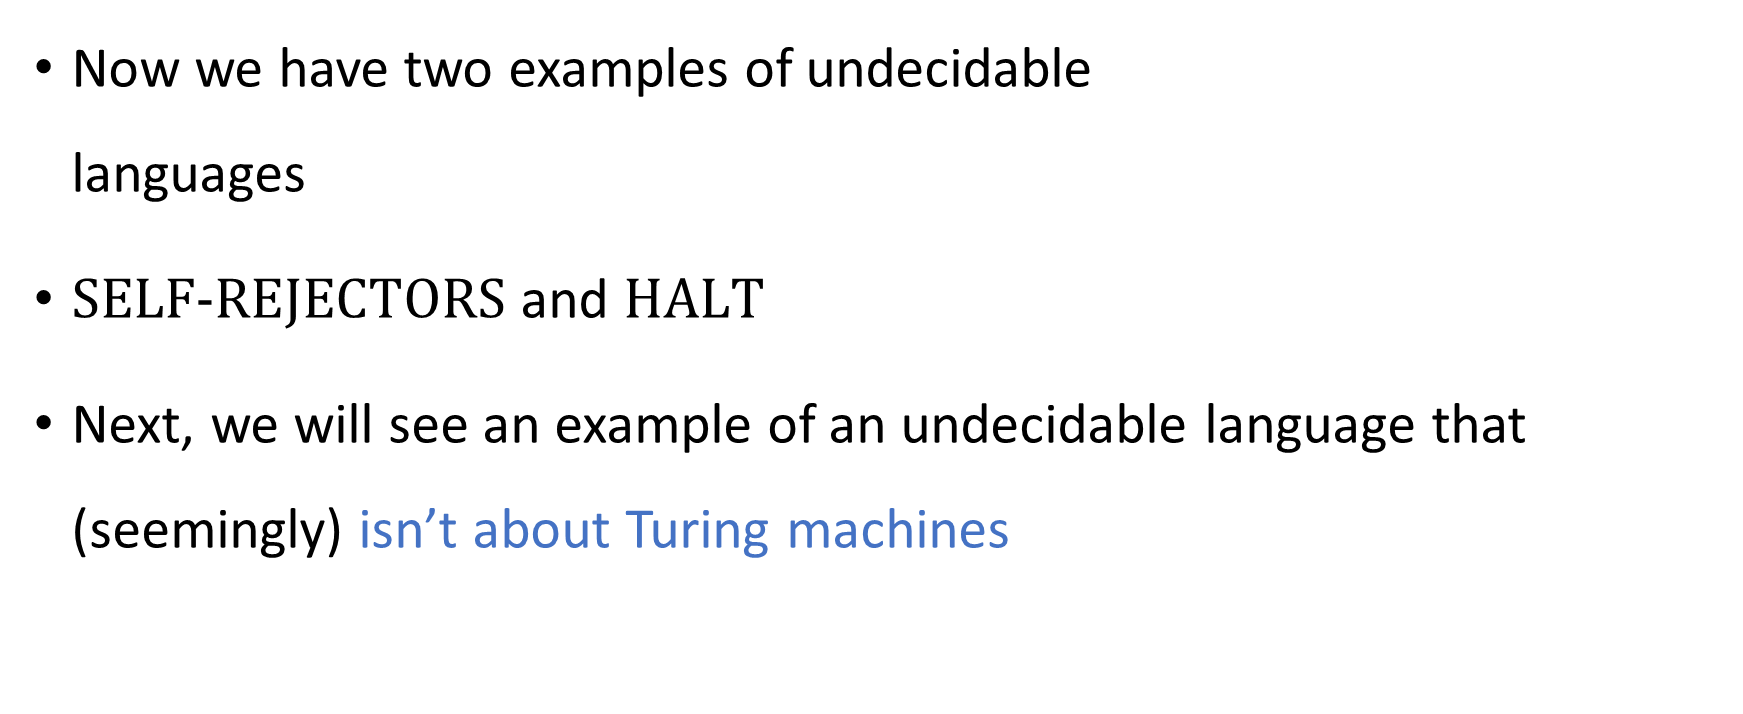 • Now we have two examples of undecidable
languages
• SELF-REJECTORS and HALT
• Next, we will see an example of an undecidable language that
(seemingly) isn’t about Turing machines